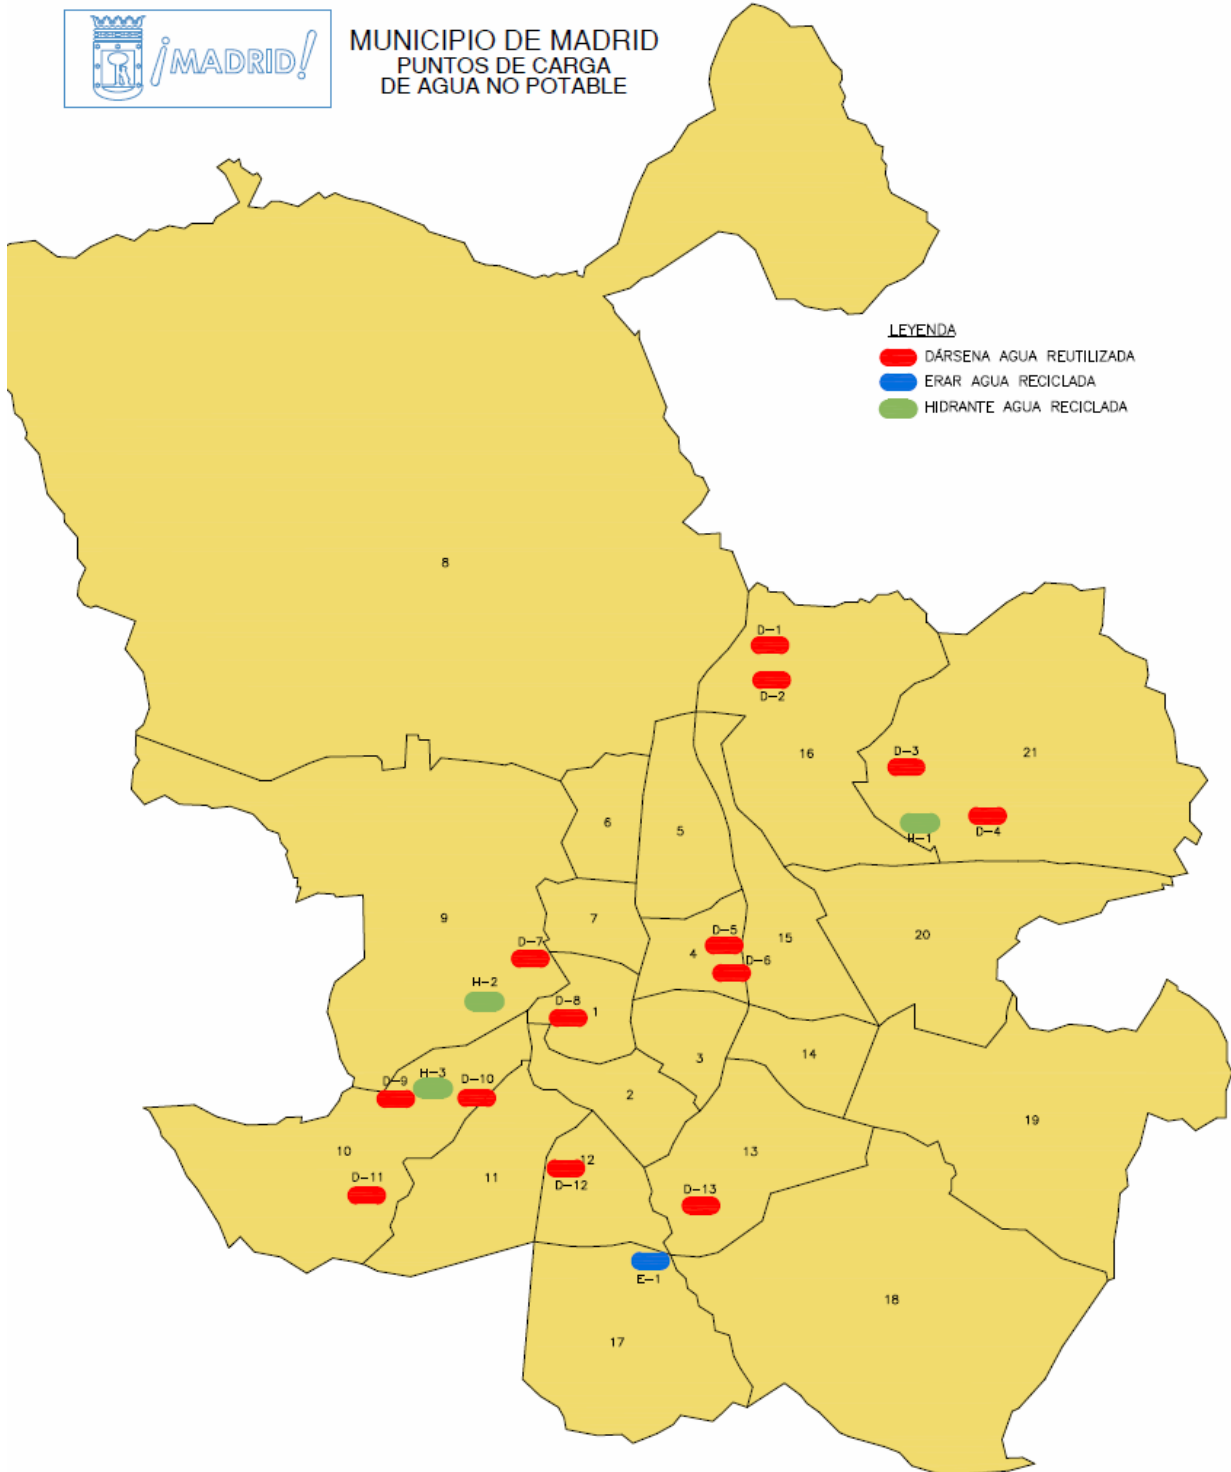 ¡MADRID!
MUNICIPIO DE MADRID
PUNTOS DE CARGA
DE AGUA NO POTABLE
LEYENDA
DÁRSENA AGUA REUTILIZADA
ERAR AGUA RECICLADA
HIDRANTE AGUA RECICLADA
8
D-1
D-2
16
D-3
21
H-1
D-4
6
5
9
7
D-7
D-5
4
D-6
15
20
H-2
D-8
1
3
14
D-9
H-3
D-10
2
19
10
D-11
11
12
D-12
13
D-13
E-1
18
17